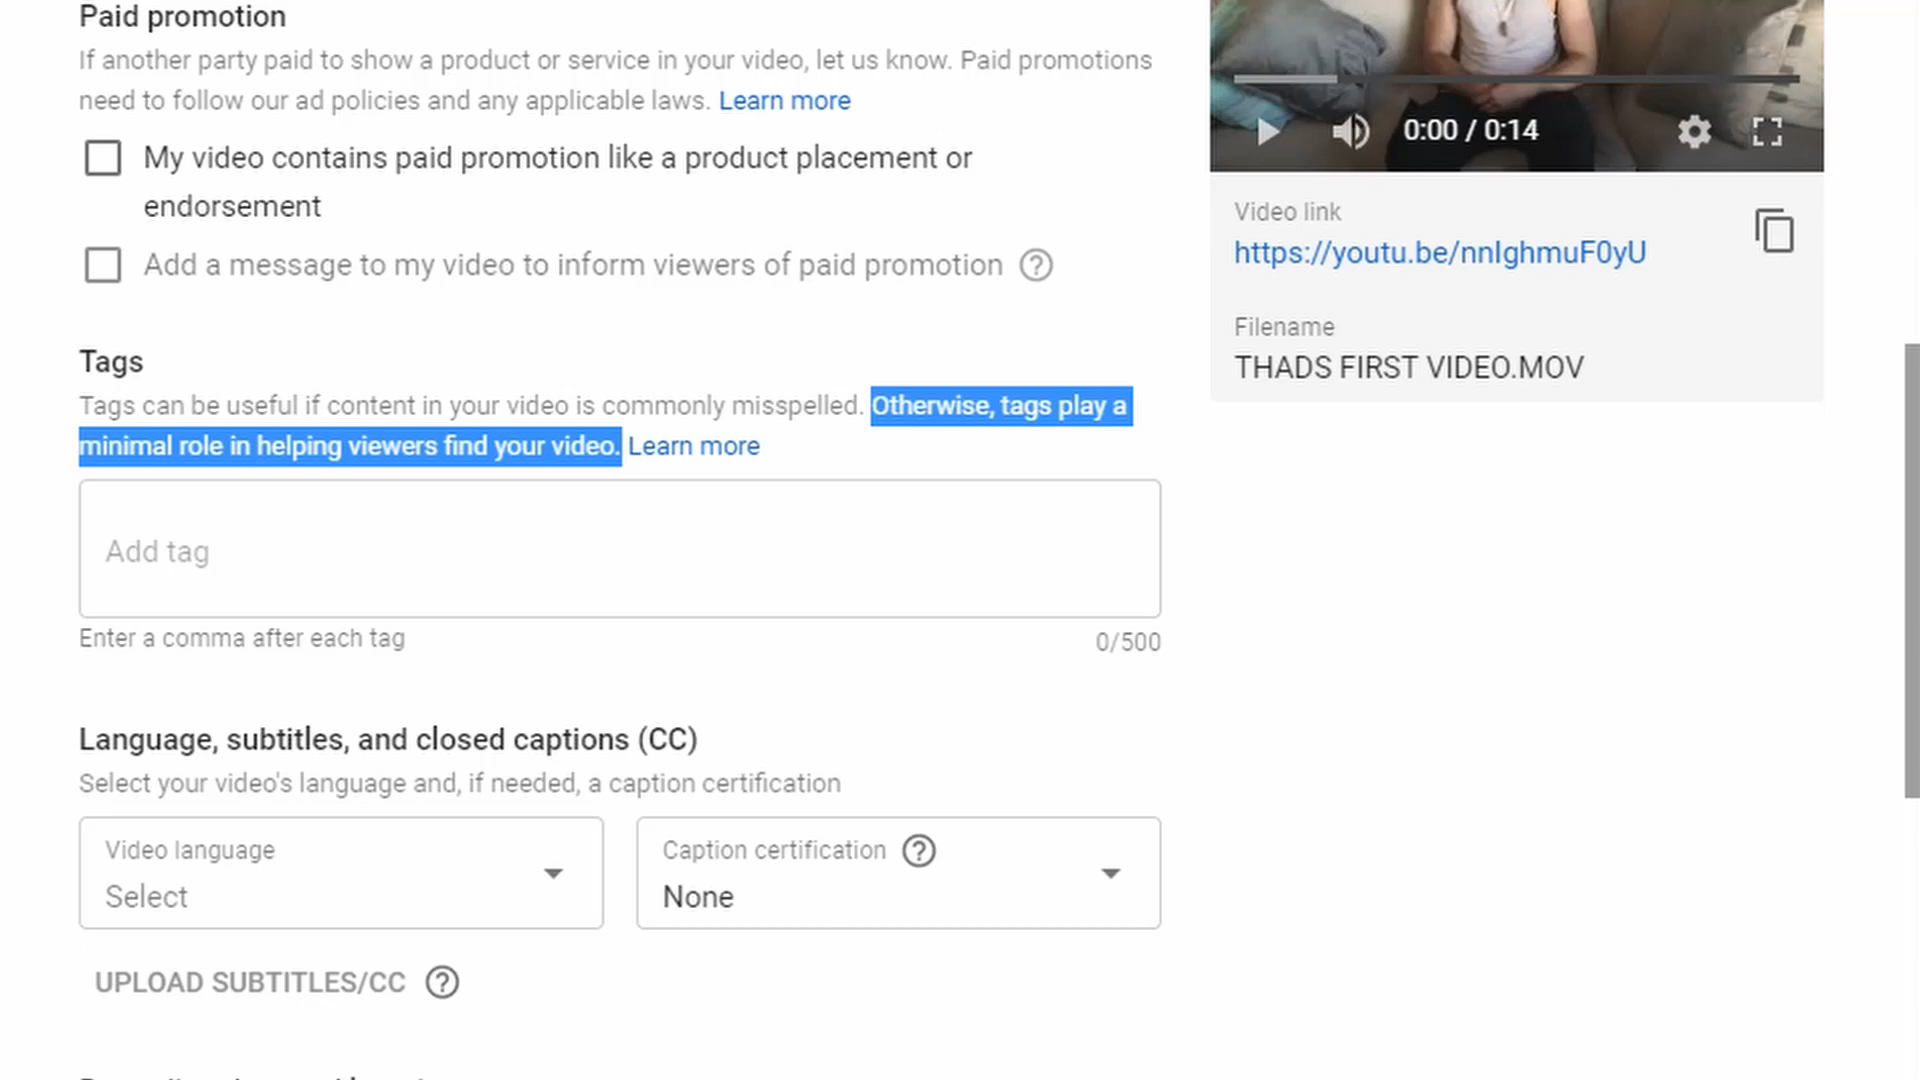 Paid promotion
If another party paid to show a product or service in your video, let us know. Paid promotions
need to follow our ad policies and any applicable laws. Learn more
My video contains paid promotion like a product placement or
endorsement
Add a message to my video to inform viewers of paid promotion
Tags
Tags can be useful if content in your video is commonly misspelled. Otherwise, tags play a
minimal role in helping viewers find your video. Learn more
Add tag
Enter a comma after each tag
0/500
Language, subtitles, and closed captions (CC)
Select your video's language and, if needed, a caption certification
Video language
Select
Caption certification
None
UPLOAD SUBTITLES/CC
0:00 / 0:14
Video link
https://youtu.be/nnIghmuF0yU
Filename
THADS FIRST VIDEO.MOV